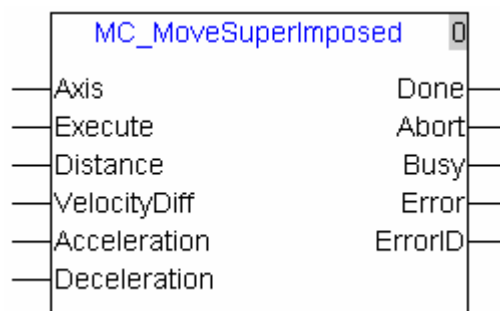 MC_MoveSuperImposed 0
Axis Done
Execute Abort
Distance Busy
VelocityDiff Error
Acceleration ErrorID
Deceleration